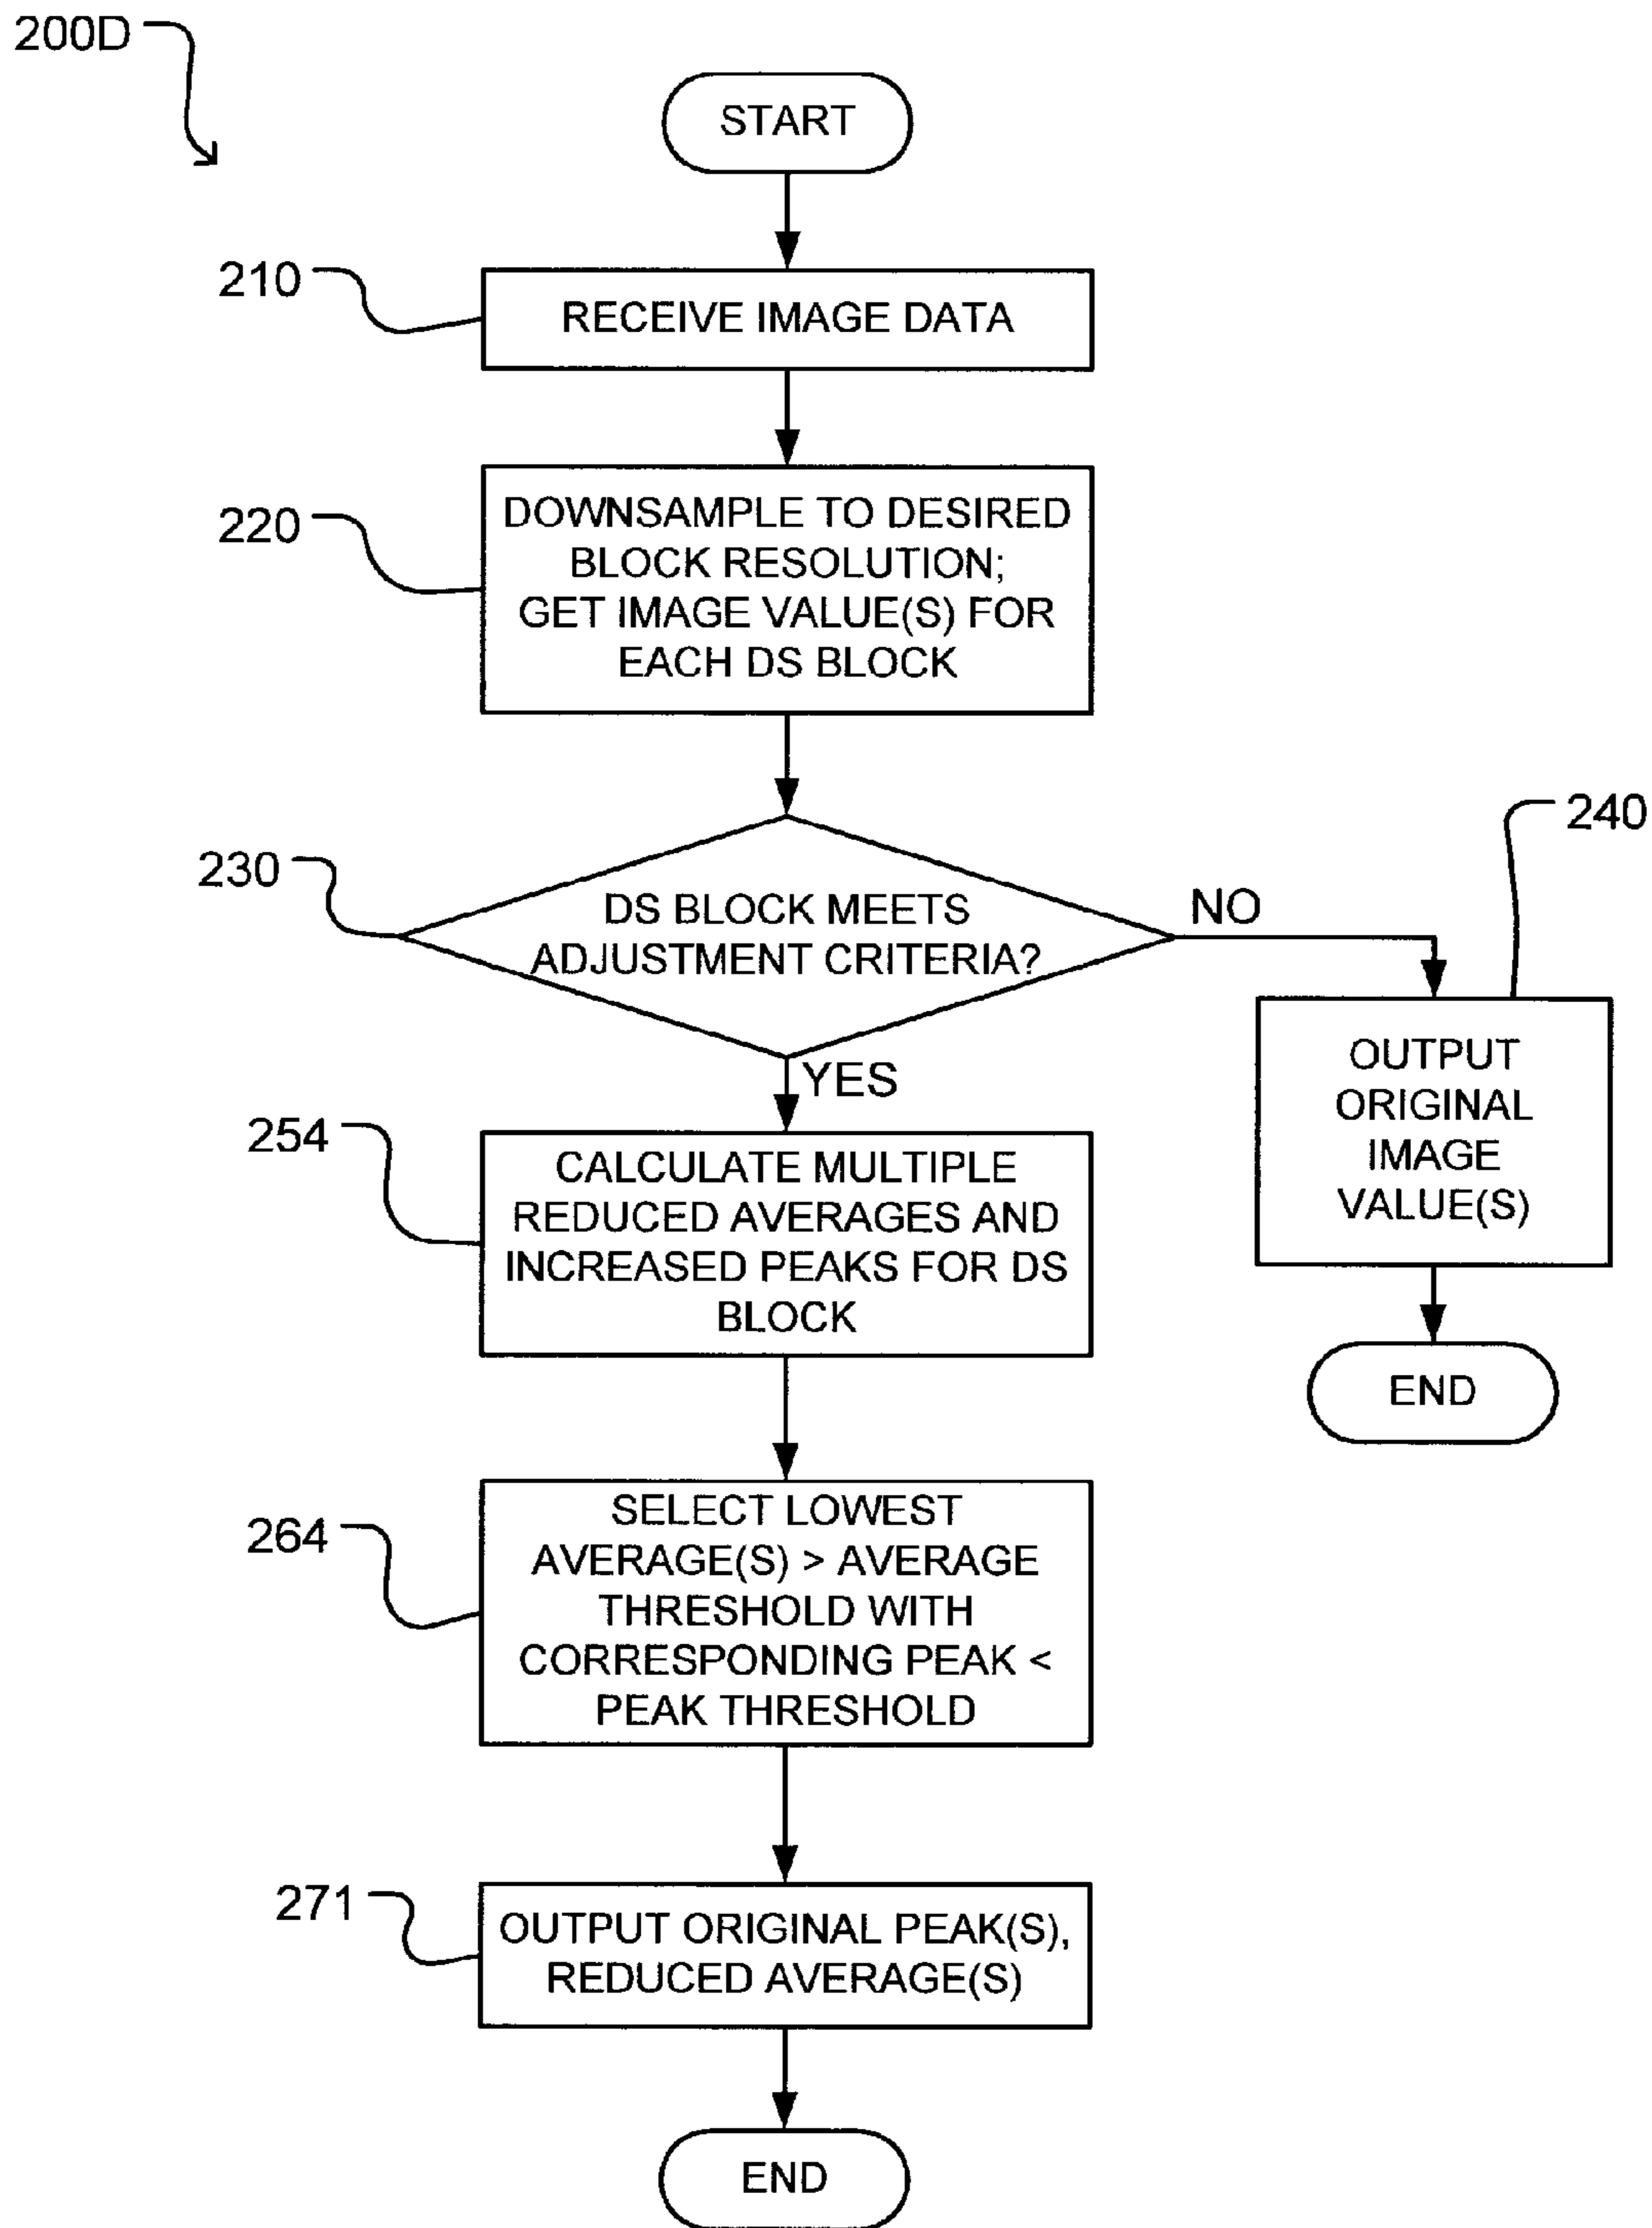 200D
START
210
RECEIVE IMAGE DATA
220
DOWNSAMPLE TO DESIRED
BLOCK RESOLUTION;
GET IMAGE VALUE(S) FOR
EACH DS BLOCK
230
DS BLOCK MEETS
ADJUSTMENT CRITERIA?
NO
240
OUTPUT
ORIGINAL
IMAGE
VALUE(S)
END
YES
254
CALCULATE MULTIPLE
REDUCED AVERAGES AND
INCREASED PEAKS FOR DS
BLOCK
264
SELECT LOWEST
AVERAGE(S) > AVERAGE
THRESHOLD WITH
CORRESPONDING PEAK <
PEAK THRESHOLD
271
OUTPUT ORIGINAL PEAK(S),
REDUCED AVERAGE(S)
END